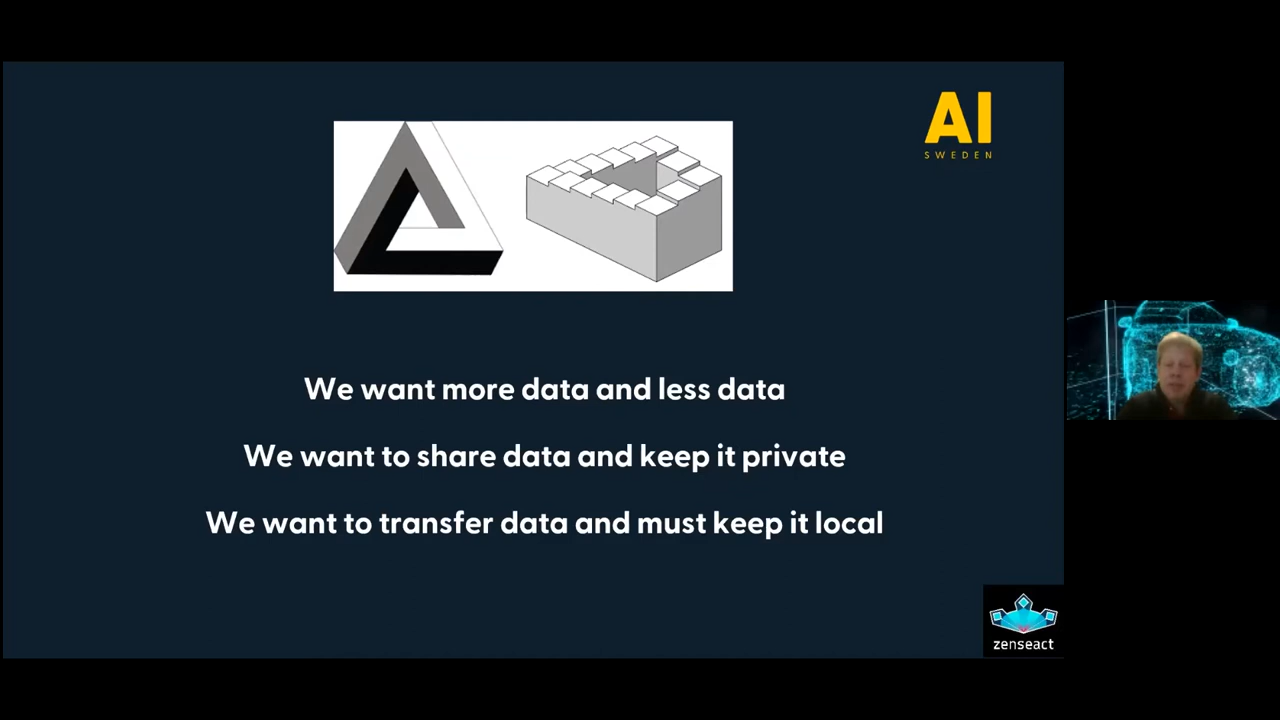 AI
SWEDEN
We want more data and less data
We want to share data and keep it private
We want to transfer data and must keep it local
zenseact